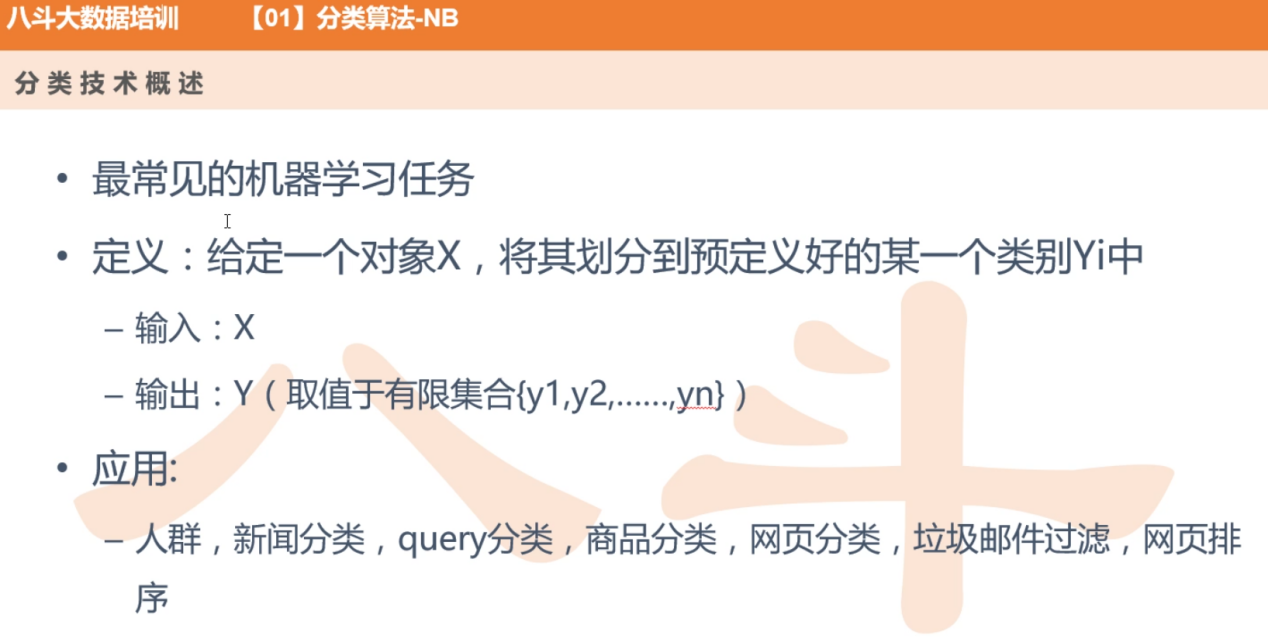 八斗大数据培训 【01】分类算法-NB
分类技术概述
• 最常见的机器学习任务
• 定义：给定一个对象X，将其划分到预定义好的某一个类别Yi中
– 输入：X
– 输出：Y（取值于有限集合{y1,y2,......,yn}）
• 应用:
– 人群，新闻分类，query分类，商品分类，网页分类，垃圾邮件过滤，网页排
序
八斗